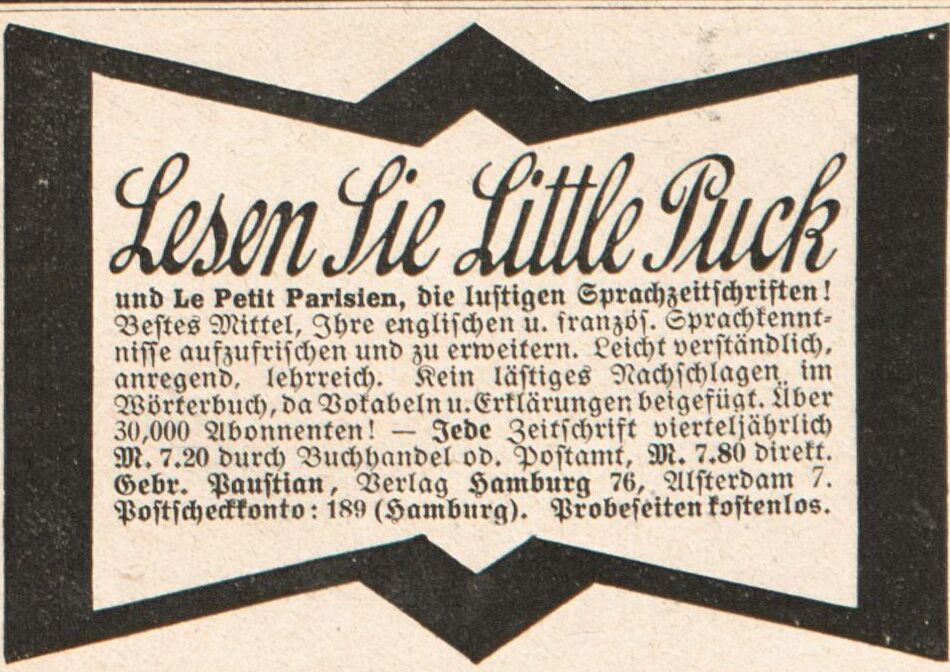 Lesen Sie Little Puck
und Le Petit Parisien, die lustigen Sprachzeitschriften!
Bestes Mittel, Ihre englischen u. französ. Sprachkennt-
nisse aufzufrischen und zu erweitern. Leicht verständlich,
anregend, lehrreich. Kein lästiges Nachschlagen im
Wörterbuch, da Vokabeln u. Erklärungen beigefügt. Über
30,000 Abonnenten! — Jede Zeitschrift vierteljährlich
M. 7.20 durch Buchhandel od. Postamt, M. 7.80 direkt.
Gebr. Paustian, Verlag Hamburg 76, Alsterdam 7.
Postscheckkonto: 189 (Hamburg). Probeseiten kostenlos.